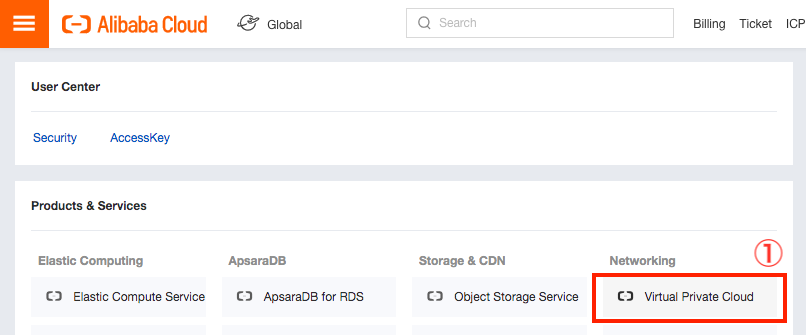 Alibaba Cloud Global Search Billing Ticket ICP
User Center
Security AccessKey
Products & Services
①
Elastic Computing ApsaraDB Storage & CDN Networking
Elastic Compute Service ApsaraDB for RDS Object Storage Service Virtual Private Cloud